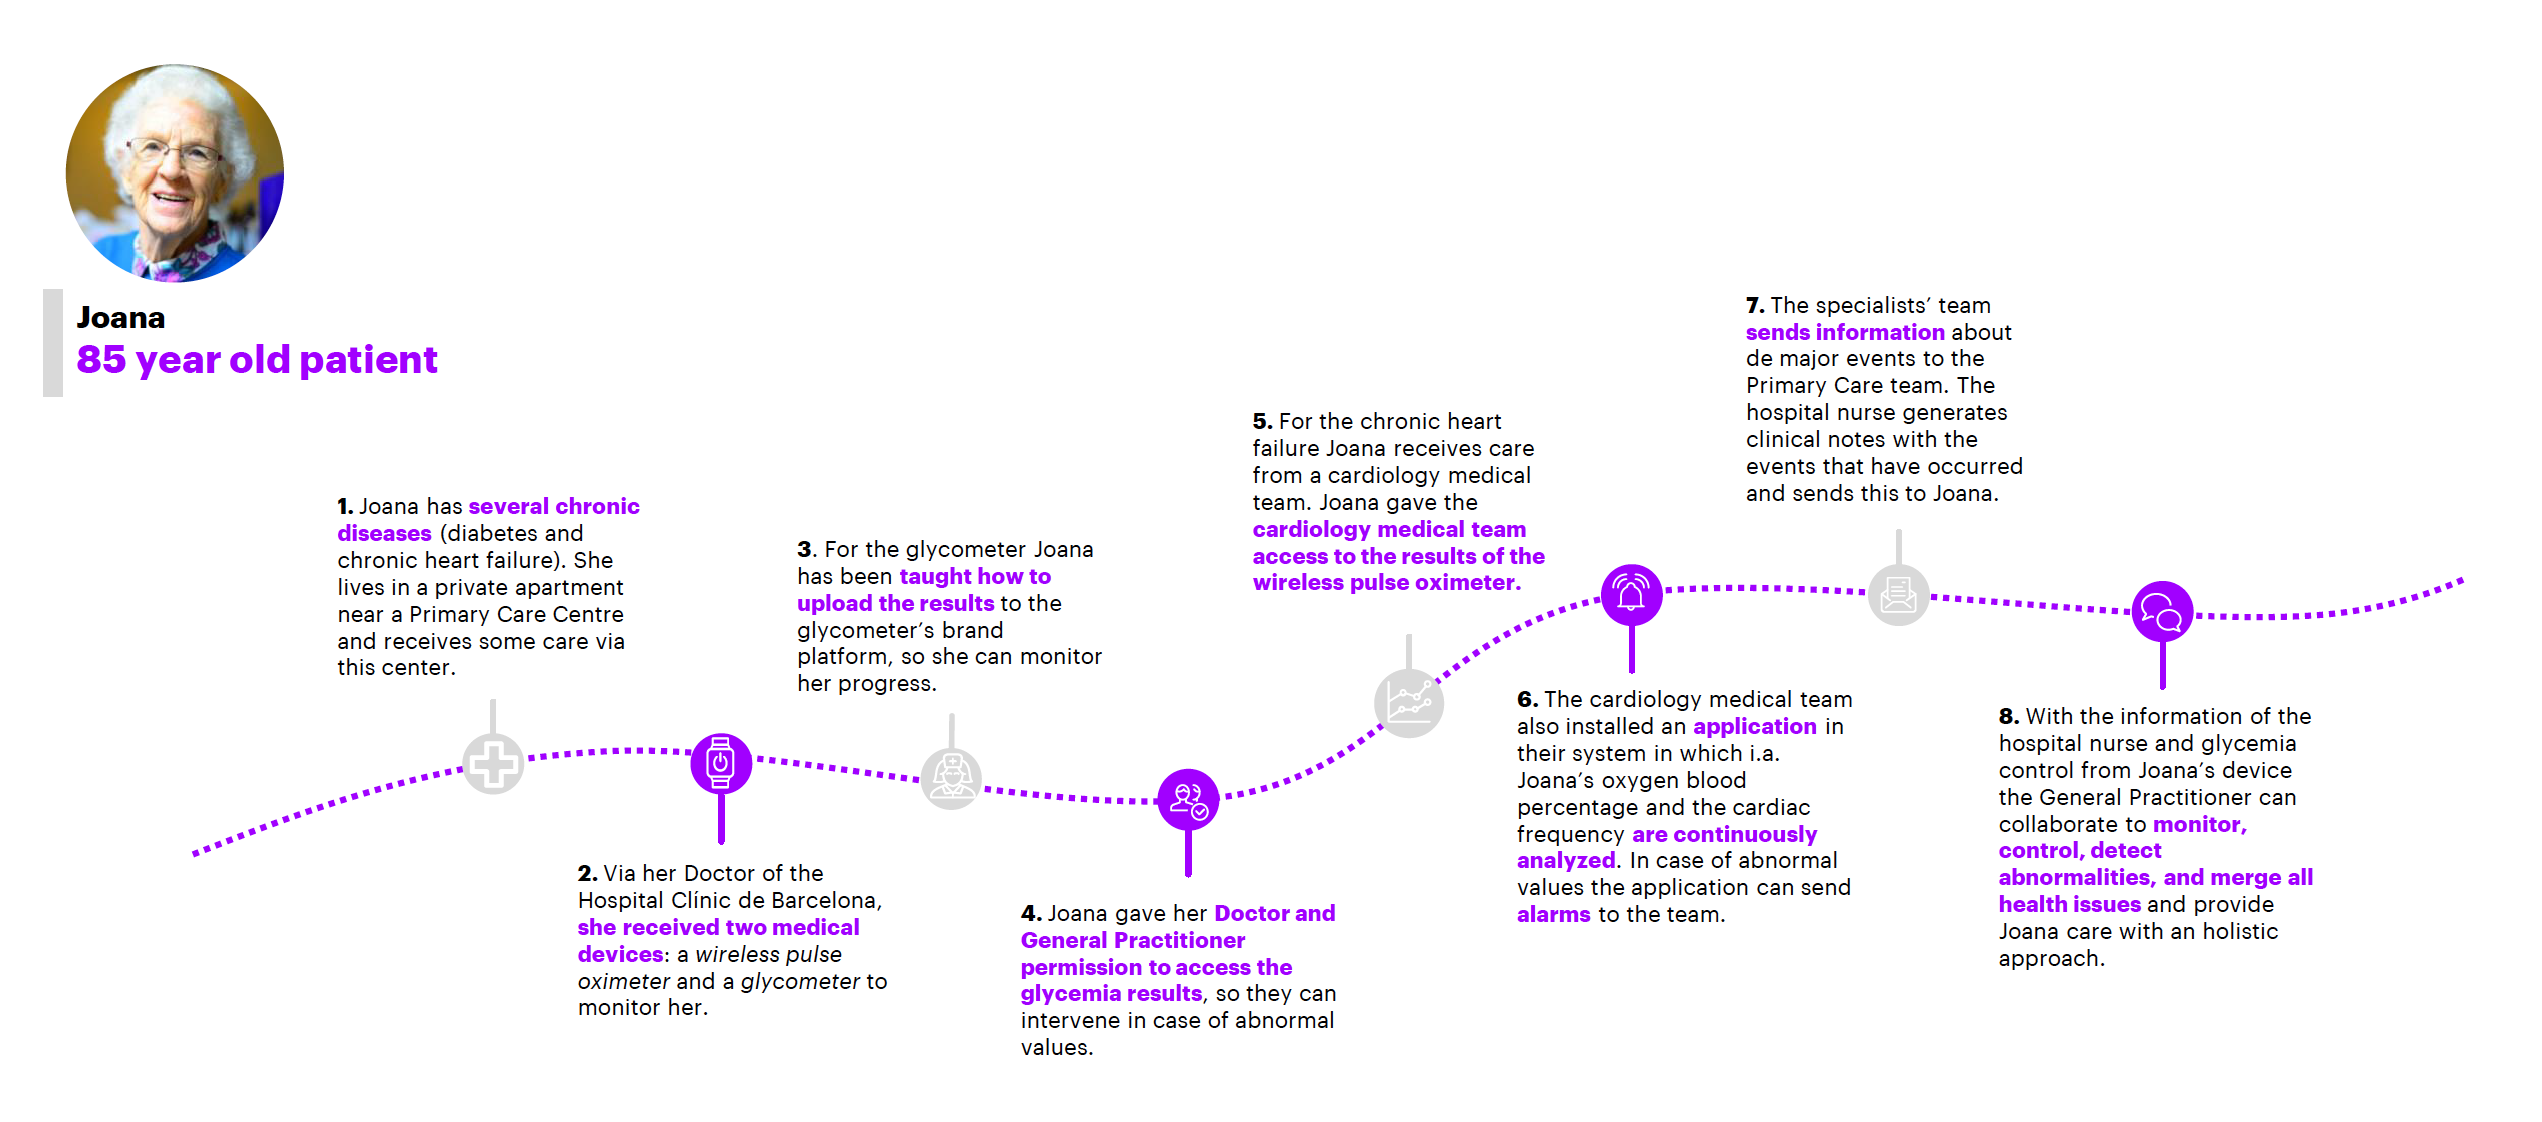 Joana
85 year old patient
1. Joana has several chronic
diseases (diabetes and
chronic heart failure). She
lives in a private apartment
near a Primary Care Centre
and receives some care via
this center.
2. Via her Doctor of the
Hospital Clínic de Barcelona,
she received two medical
devices: a wireless pulse
oximeter and a glycometer to
monitor her.
3. For the glycometer Joana
has been taught how to
upload the results to the
glycometer’s brand
platform, so she can monitor
her progress.
4. Joana gave her Doctor and
General Practitioner
permission to access the
glycemia results, so they can
intervene in case of abnormal
values.
5. For the chronic heart
failure Joana receives care
from a cardiology medical
team. Joana gave the
cardiology medical team
access to the results of the
wireless pulse oximeter.
6. The cardiology medical team
also installed an application in
their system in which i.a.
Joana’s oxygen blood
percentage and the cardiac
frequency are continuously
analyzed. In case of abnormal
values the application can send
alarms to the team.
7. The specialists’ team
sends information about
de major events to the
Primary Care team. The
hospital nurse generates
clinical notes with the
events that have occurred
and sends this to Joana.
8. With the information of the
hospital nurse and glycemia
control from Joana’s device
the General Practitioner can
collaborate to monitor,
control, detect
abnormalities, and merge all
health issues and provide
Joana care with an holistic
approach.